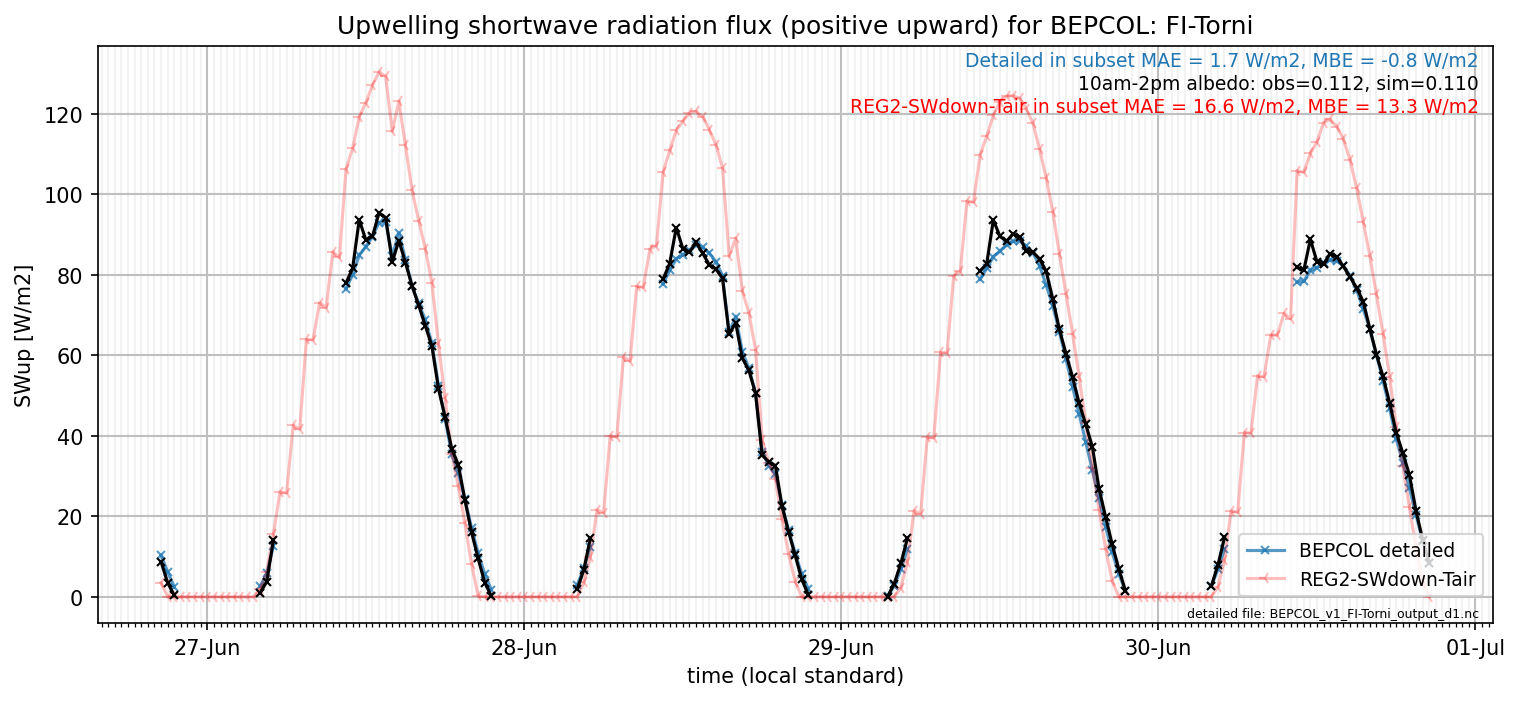 Upwelling shortwave radiation flux (positive upward) for BEPCOL: FI-Torni
Detailed in subset MAE = 1.7 W/m2, MBE = -0.8 W/m2
10am-2pm albedo: obs=0.112, sim=0.110
REG2-SWdown-Tair in subset MAE = 16.6 W/m2, MBE = 13.3 W/m2
SWup [W/m2]
120
100
80
60
40
20
0
BEPCOL detailed
REG2-SWdown-Tair
detailed file: BEPCOL_v1_FI-Torni_output_d1.nc
27-Jun 28-Jun 29-Jun 30-Jun 01-Jul
time (local standard)